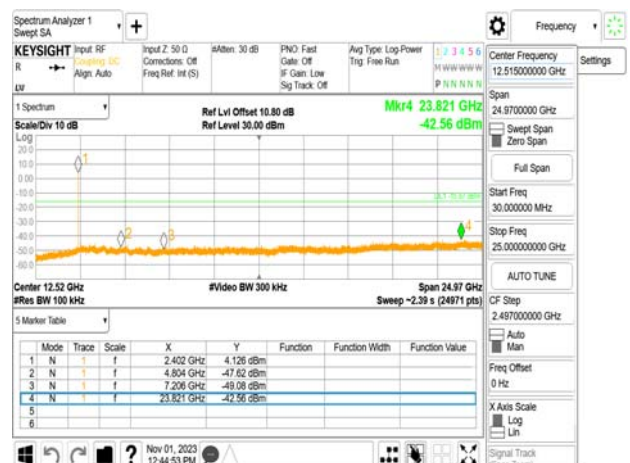 Spectrum Analyzer 1
Swept SA
Frequency
KEYSIGHT Input: RF
R Coupling: DC
Align: Auto
LVI
Input Z: 50 Ω
Corrections: Off
Freq Ref: Int (S)
#Atten: 30 dB
PNO: Fast
Gate: Off
IF Gain: Low
Sig Track: Off
Avg Type: Log-Power
Trig: Free Run
1 2 3 4 5 6
M W W W W W
P N N N N N
1 Spectrum
Scale/Div 10 dB
Ref Lvl Offset 10.80 dB
Ref Level 30.00 dBm
Mkr4 23.821 GHz
-42.56 dBm
Log
20.0
10.0
0.00
-10.0
-20.0
-30.0
-40.0
-50.0
-60.0
1
2
3
4
Center 12.52 GHz
#Video BW 300 kHz
Span 24.97 GHz
#Res BW 100 kHz
Sweep ~2.39 s (24971 pts)
5 Marker Table
Mode Trace Scale X Y Function Function Width Function Value
1 N 1 f 2.402 GHz 4.126 dBm
2 N 1 f 4.804 GHz -47.62 dBm
3 N 1 f 7.206 GHz -49.08 dBm
4 N 1 f 23.821 GHz -42.56 dBm
5
6
?
Nov 01, 2023
12:44:53 PM
Center Frequency
12.515000000 GHz
Settings
Span
24.9700000 GHz
Swept Span
Zero Span
Full Span
Start Freq
30.000000 MHz
Stop Freq
25.000000000 GHz
AUTO TUNE
CF Step
2.497000000 GHz
Auto
Man
Freq Offset
0 Hz
X Axis Scale
Log
Lin
Signal Track